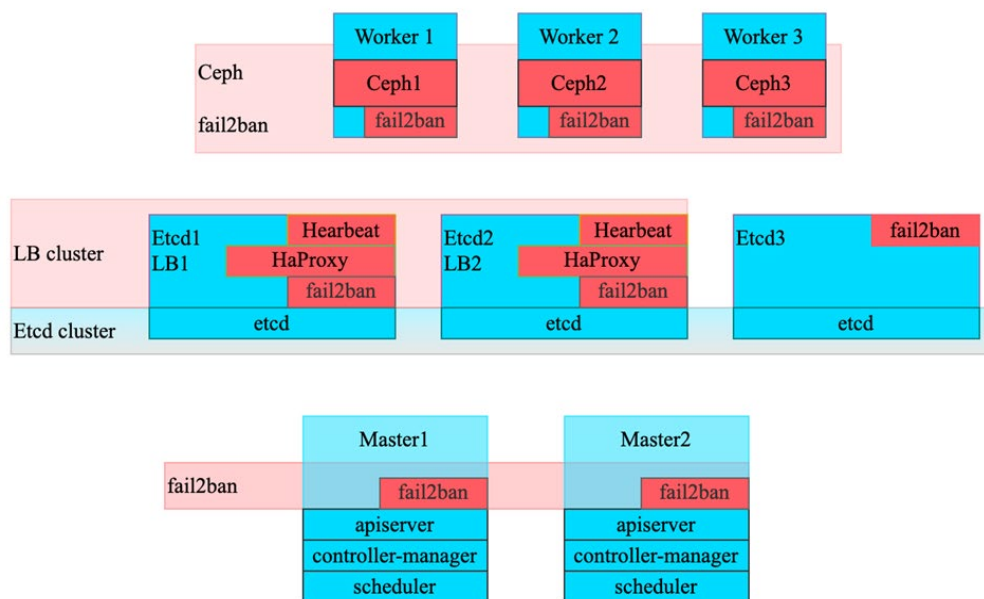 Worker 1
Worker 2
Worker 3
Ceph
Ceph1
Ceph2
Ceph3
fail2ban
fail2ban
fail2ban
fail2ban
LB cluster
Etcd1
LB1
Hearbeat
HaProxy
fail2ban
Etcd2
LB2
Hearbeat
HaProxy
fail2ban
Etcd3
fail2ban
Etcd cluster
etcd
etcd
etcd
Master1
Master2
fail2ban
fail2ban
fail2ban
apiserver
apiserver
controller-manager
controller-manager
scheduler
scheduler